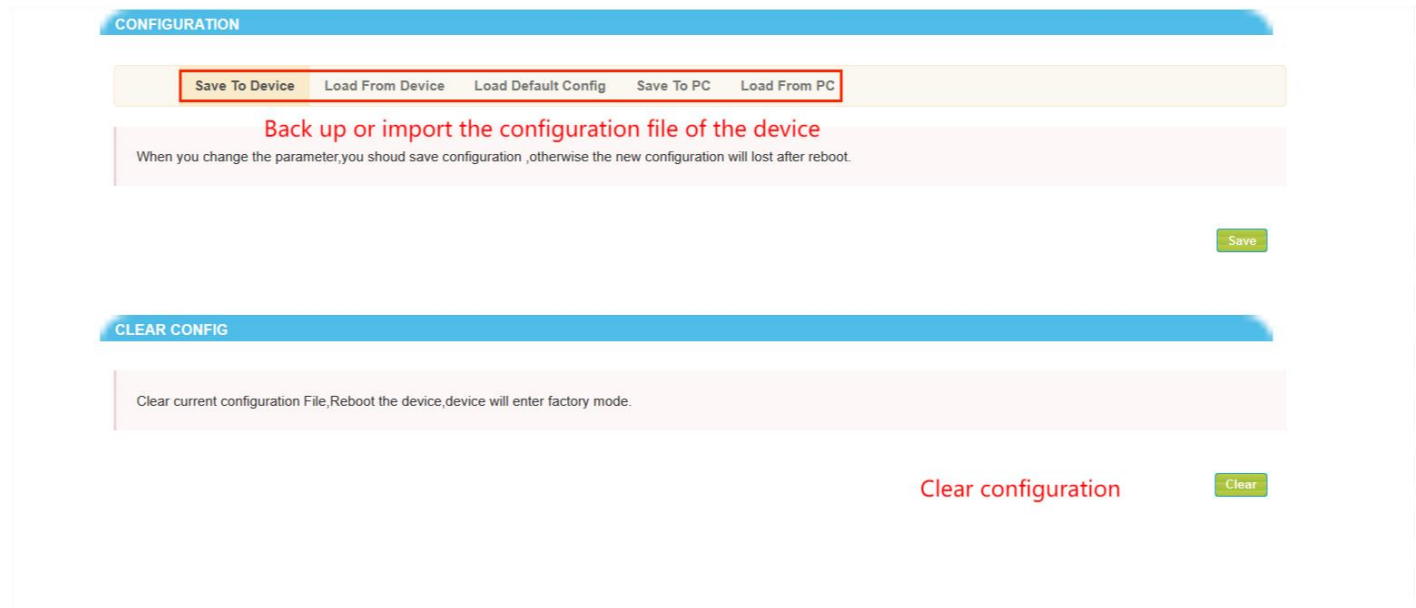 CONFIGURATION
Save To Device Load From Device Load Default Config Save To PC Load From PC
Back up or import the configuration file of the device
When you change the parameter,you shoud save configuration ,otherwise the new configuration will lost after reboot.
Save
CLEAR CONFIG
Clear current configuration File,Reboot the device,device will enter factory mode.
Clear configuration Clear